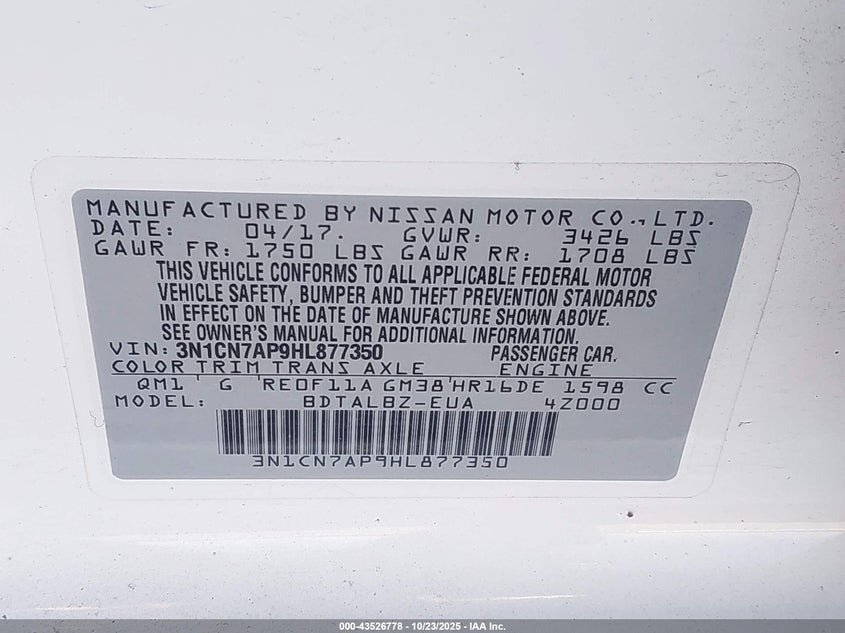 MANUFACTURED BY NISSAN MOTOR CO., LTD.
DATE: 04/17. GVWR: 3426 LBS
GAWR FR: 1750 LBS GAWR RR: 1708 LBS
THIS VEHICLE CONFORMS TO ALL APPLICABLE FEDERAL MOTOR
VEHICLE SAFETY, BUMPER AND THEFT PREVENTION STANDARDS
IN EFFECT ON THE DATE OF MANUFACTURE SHOWN ABOVE.
SEE OWNER'S MANUAL FOR ADDITIONAL INFORMATION.
VIN: 3N1CN7AP9HL877350 PASSENGER CAR.
COLOR TRIM TRANS AXLE ENGINE
QM1 G RE0F11A GM38 HR16DE 1598 CC
MODEL: BDTALBZ-EUA 4Z000
3N1CN7AP9HL877350
000-43526778 - 10/23/2025 - IAA Inc.